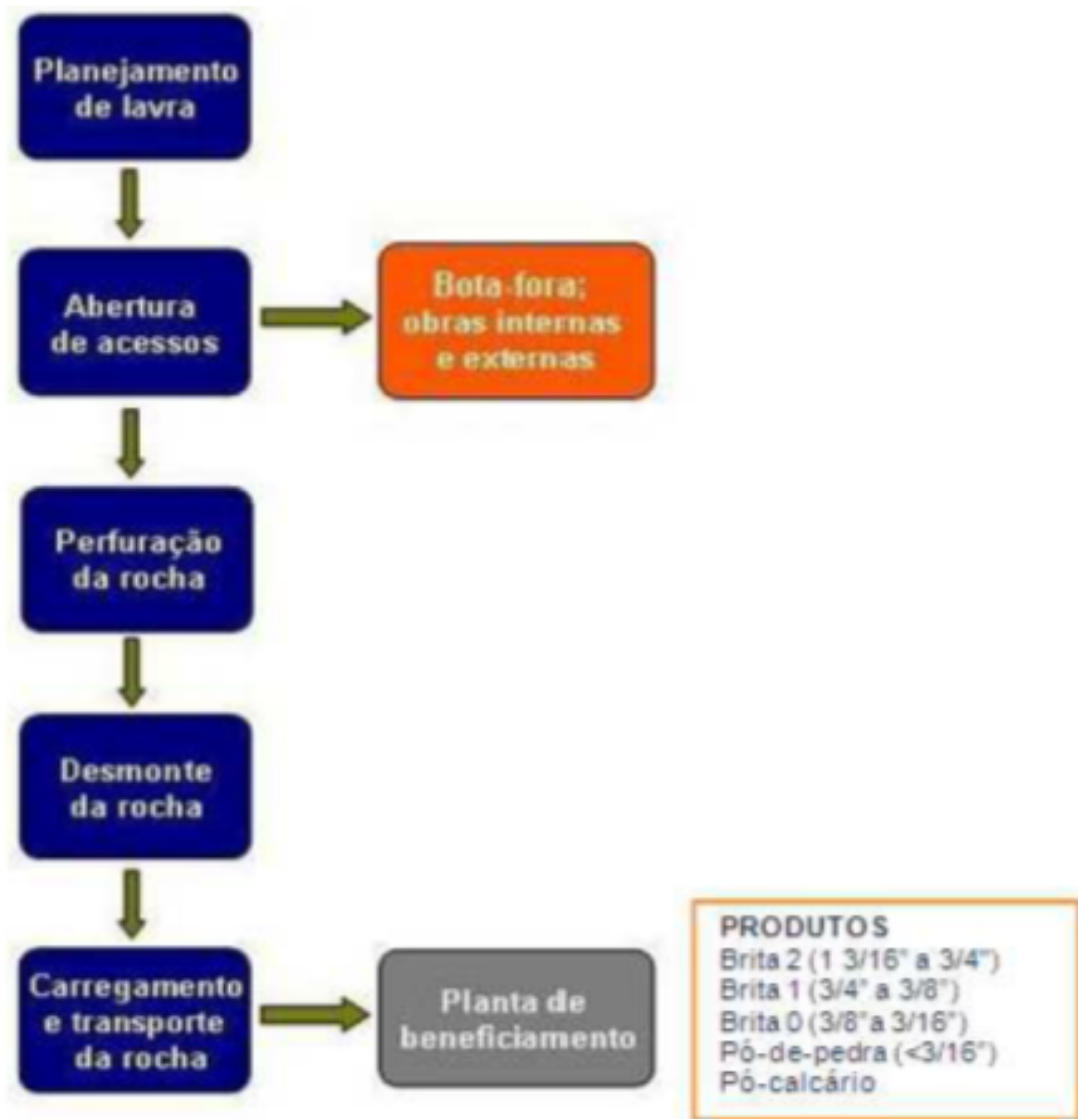 Planejamento
de lavra
Abertura
de acessos
Bota-fora;
obras internas
e externas
Perfuração
da rocha
Desmonte
da rocha
Carregamento
e transporte
da rocha
Planta de
beneficiamento
PRODUTOS
Brita 2 (1 3/16" a 3/4")
Brita 1 (3/4" a 3/8")
Brita 0 (3/8"a 3/16")
Pó-de-pedra (<3/16")
Pó-calcário